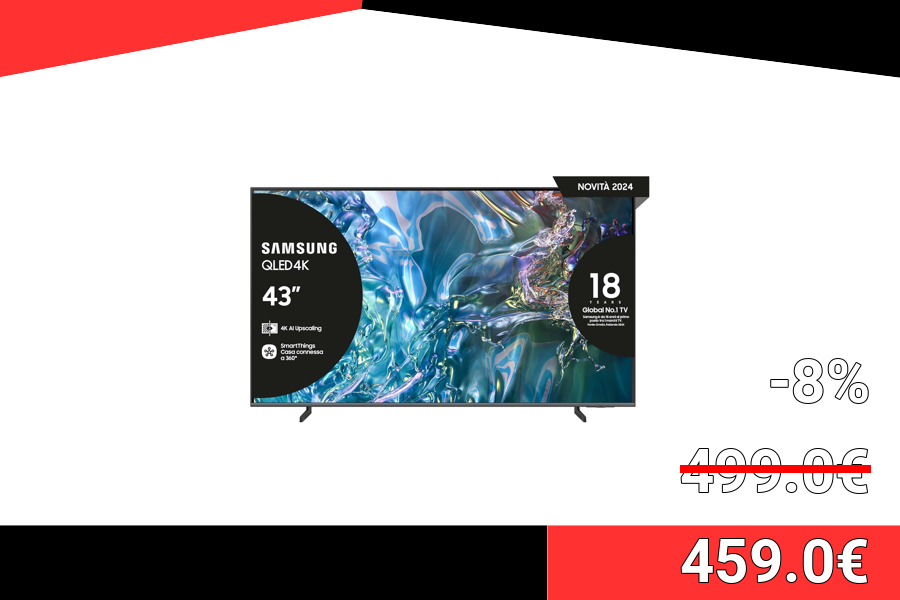 NOVITÀ 2024
SAMSUNG
QLED 4K
43”
4K AI Upscaling
SmartThings
Casa connessa
a 360°
18
YEARS
Global No.1 TV
-8%
499.0€
459.0€